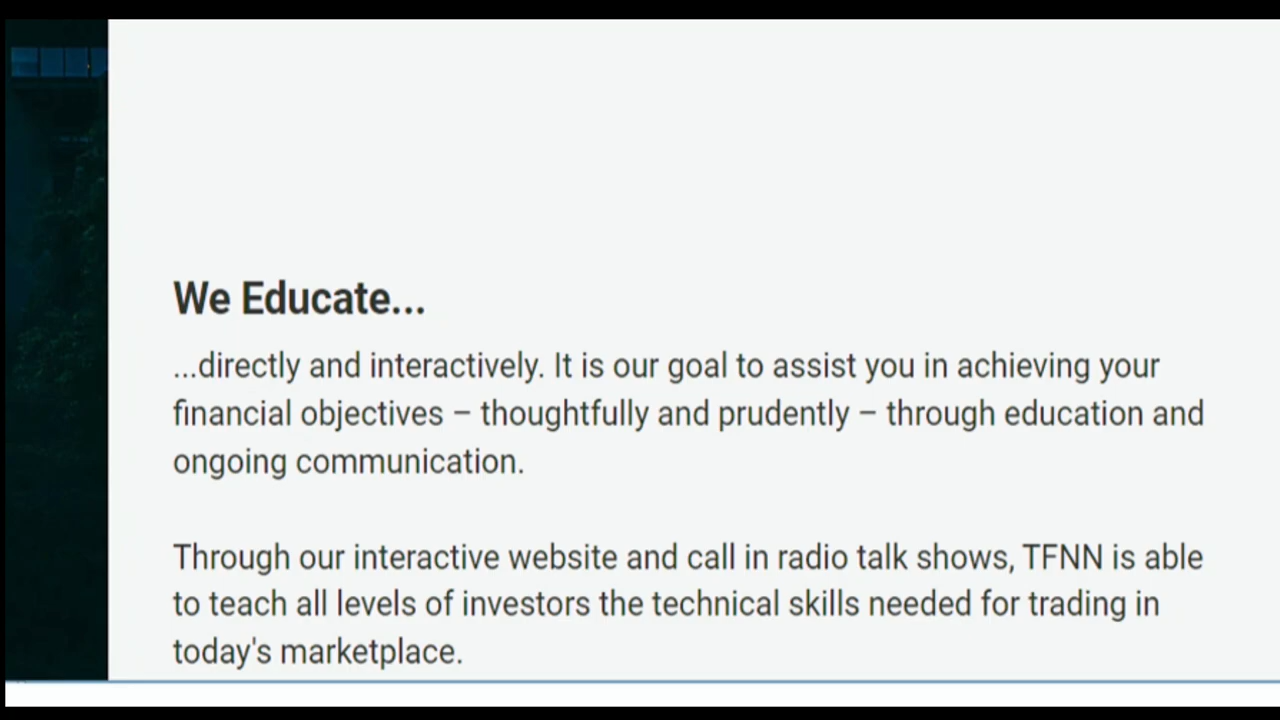 We Educate...
...directly and interactively. It is our goal to assist you in achieving your
financial objectives – thoughtfully and prudently – through education and
ongoing communication.
Through our interactive website and call in radio talk shows, TFNN is able
to teach all levels of investors the technical skills needed for trading in
today's marketplace.